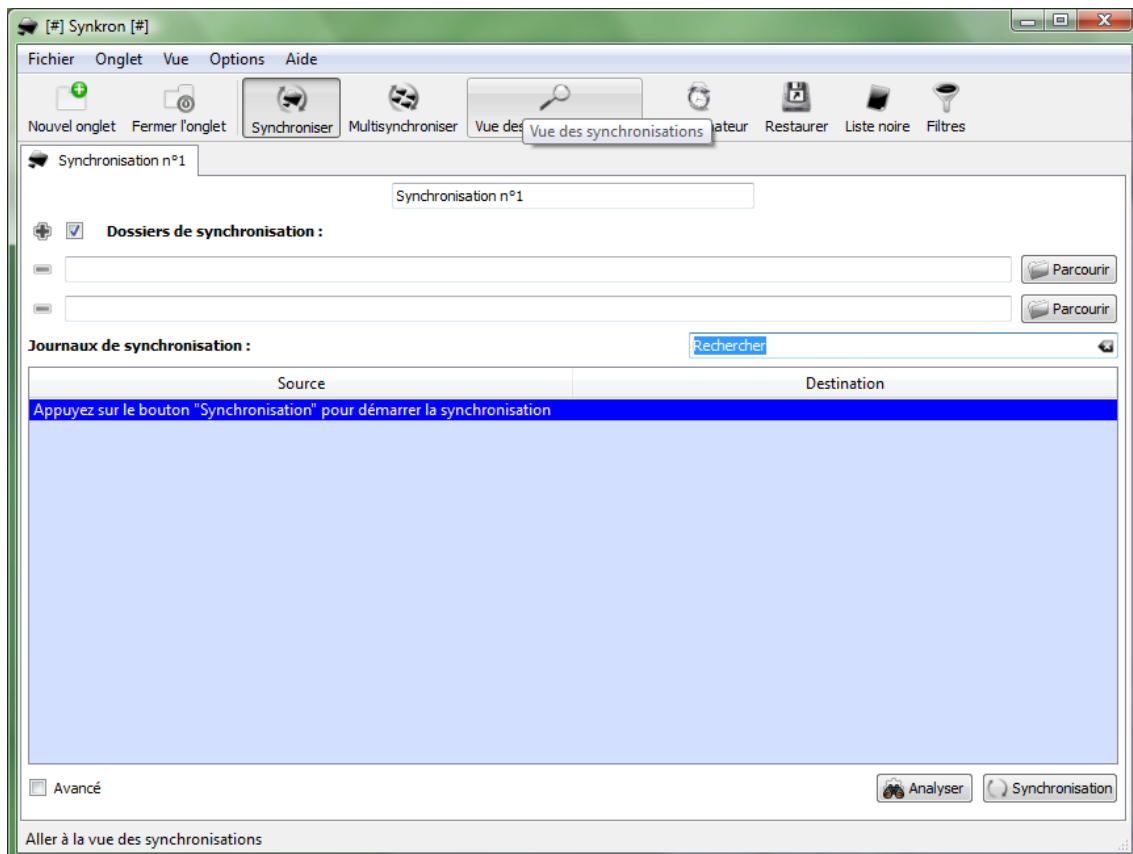 [#] Synkron [#]
Fichier Onglet Vue Options Aide
Nouvel onglet Fermer l'onglet Synchroniser Multisynchroniser Vue des ateur Restaurer Liste noire Filtres
Vue des synchronisations
Synchronisation n°1
Synchronisation n°1
Dossiers de synchronisation :
Parcourir
Parcourir
Journaux de synchronisation : Rechercher
Source Destination
Appuyez sur le bouton "Synchronisation" pour démarrer la synchronisation
Avancé Analyser Synchronisation
Aller à la vue des synchronisations